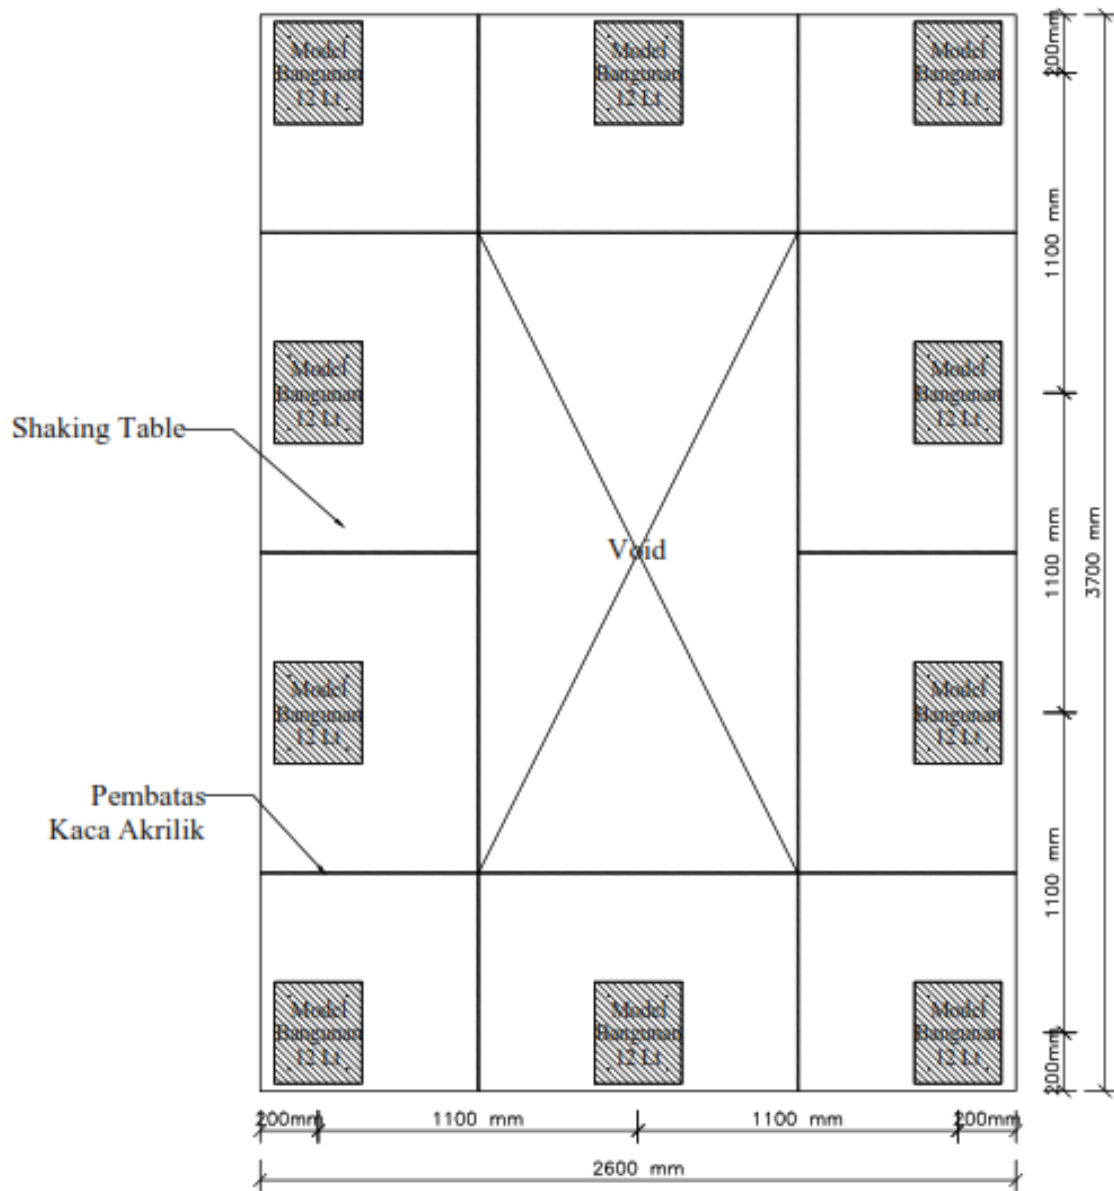 Model
Bangunan
12 Lt
Model
Bangunan
12 Lt
Model
Bangunan
12 Lt
200mm
1100 mm
Model
Bangunan
12 Lt
Model
Bangunan
12 Lt
Shaking Table
Void
1100 mm
3700 mm
Model
Bangunan
12 Lt
Model
Bangunan
12 Lt
Pembatas
Kaca Akrilik
1100 mm
Model
Bangunan
12 Lt
Model
Bangunan
12 Lt
Model
Bangunan
12 Lt
200mm
200mm
1100 mm
1100 mm
200mm
2600 mm